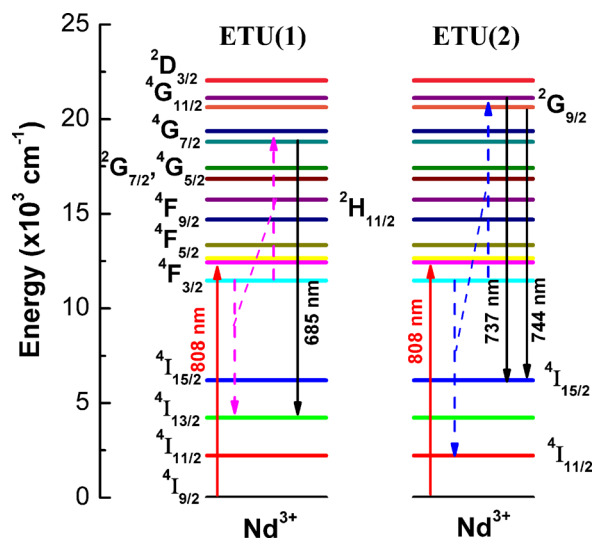 ETU(1) ETU(2)
25
20
15
10
5
0
Energy (x10³ cm⁻¹)
²D₃/₂
⁴G₁₁/₂
⁴G₇/₂
²G₇/₂,⁴G₅/₂
⁴F₉/₂
⁴F₅/₂
⁴F₃/₂
⁴I₁₅/₂
⁴I₁₃/₂
⁴I₁₁/₂
⁴I₉/₂
808 nm
685 nm
Nd³⁺
²H₁₁/₂
²G₉/₂
808 nm
737 nm
744 nm
⁴I₁₅/₂
⁴I₁₁/₂
Nd³⁺